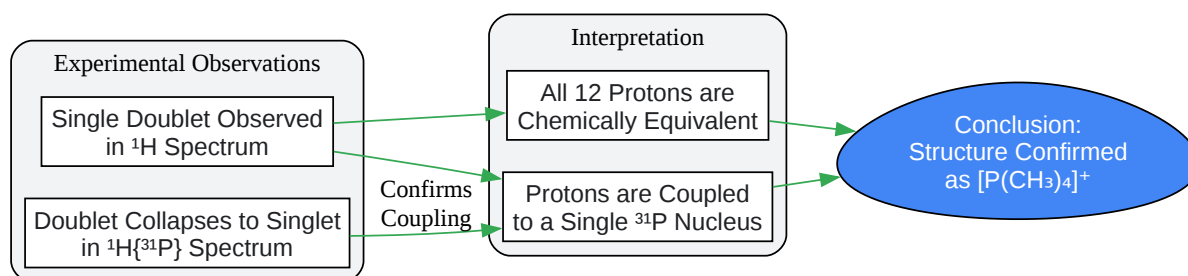 Experimental Observations
Single Doublet Observed
in ¹H Spectrum
Doublet Collapses to Singlet
in ¹H{³¹P} Spectrum
Confirms
Coupling
Interpretation
All 12 Protons are
Chemically Equivalent
Protons are Coupled
to a Single ³¹P Nucleus
Conclusion:
Structure Confirmed
as [P(CH₃)₄]⁺